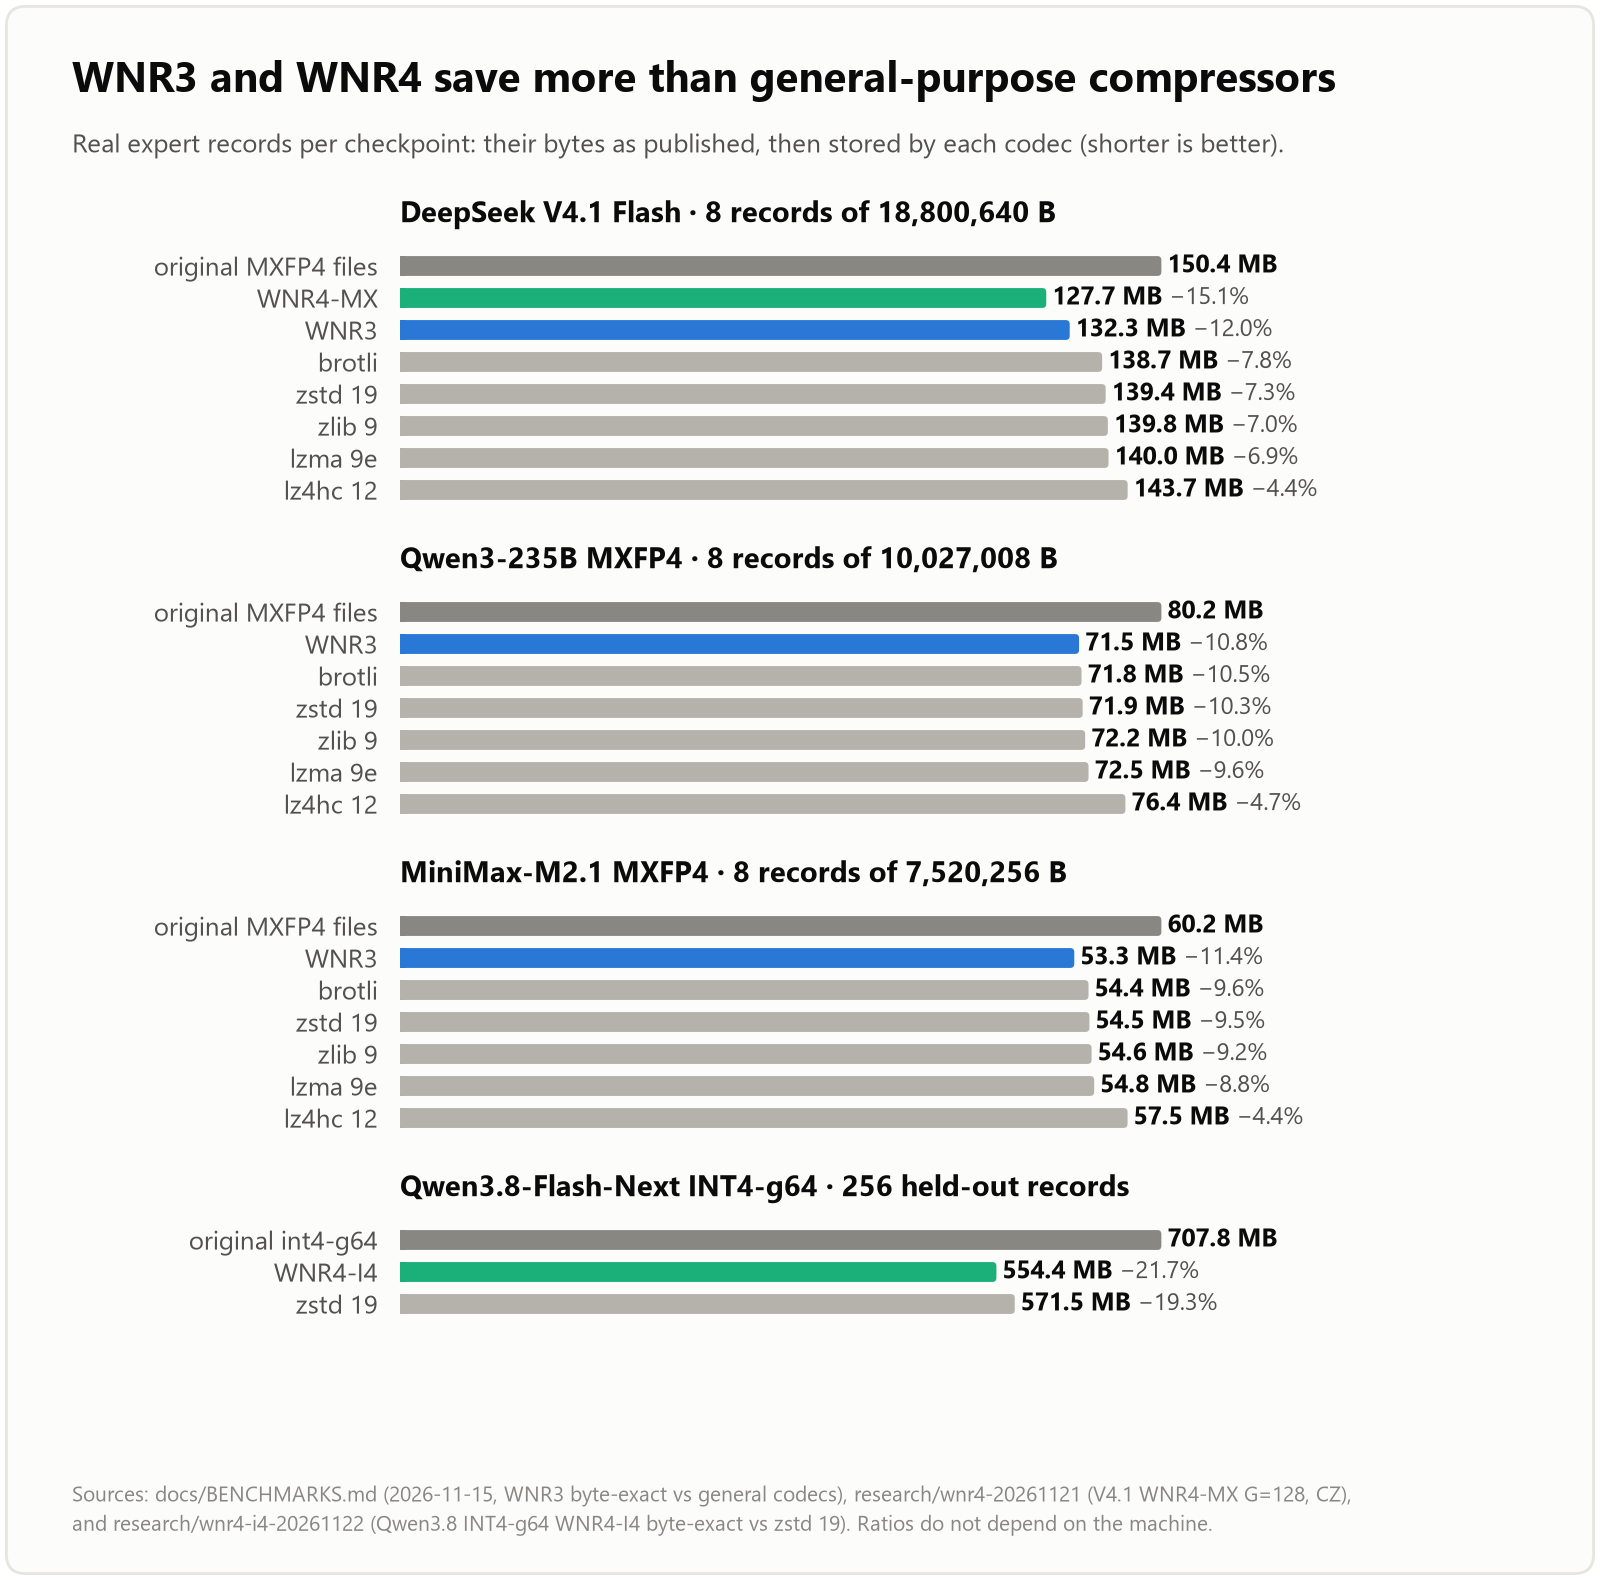 WNR3 and WNR4 save more than general-purpose compressors
Real expert records per checkpoint: their bytes as published, then stored by each codec (shorter is better).
DeepSeek V4.1 Flash · 8 records of 18,800,640 B
original MXFP4 files 150.4 MB
WNR4-MX 127.7 MB −15.1%
WNR3 132.3 MB −12.0%
brotli 138.7 MB −7.8%
zstd 19 139.4 MB −7.3%
zlib 9 139.8 MB −7.0%
lzma 9e 140.0 MB −6.9%
lz4hc 12 143.7 MB −4.4%
Qwen3-235B MXFP4 · 8 records of 10,027,008 B
original MXFP4 files 80.2 MB
WNR3 71.5 MB −10.8%
brotli 71.8 MB −10.5%
zstd 19 71.9 MB −10.3%
zlib 9 72.2 MB −10.0%
lzma 9e 72.5 MB −9.6%
lz4hc 12 76.4 MB −4.7%
MiniMax-M2.1 MXFP4 · 8 records of 7,520,256 B
original MXFP4 files 60.2 MB
WNR3 53.3 MB −11.4%
brotli 54.4 MB −9.6%
zstd 19 54.5 MB −9.5%
zlib 9 54.6 MB −9.2%
lzma 9e 54.8 MB −8.8%
lz4hc 12 57.5 MB −4.4%
Qwen3.8-Flash-Next INT4-g64 · 256 held-out records
original int4-g64 707.8 MB
WNR4-I4 554.4 MB −21.7%
zstd 19 571.5 MB −19.3%
Sources: docs/BENCHMARKS.md (2026-11-15, WNR3 byte-exact vs general codecs), research/wnr4-20261121 (V4.1 WNR4-MX G=128, CZ),
and research/wnr4-i4-20261122 (Qwen3.8 INT4-g64 WNR4-I4 byte-exact vs zstd 19). Ratios do not depend on the machine.